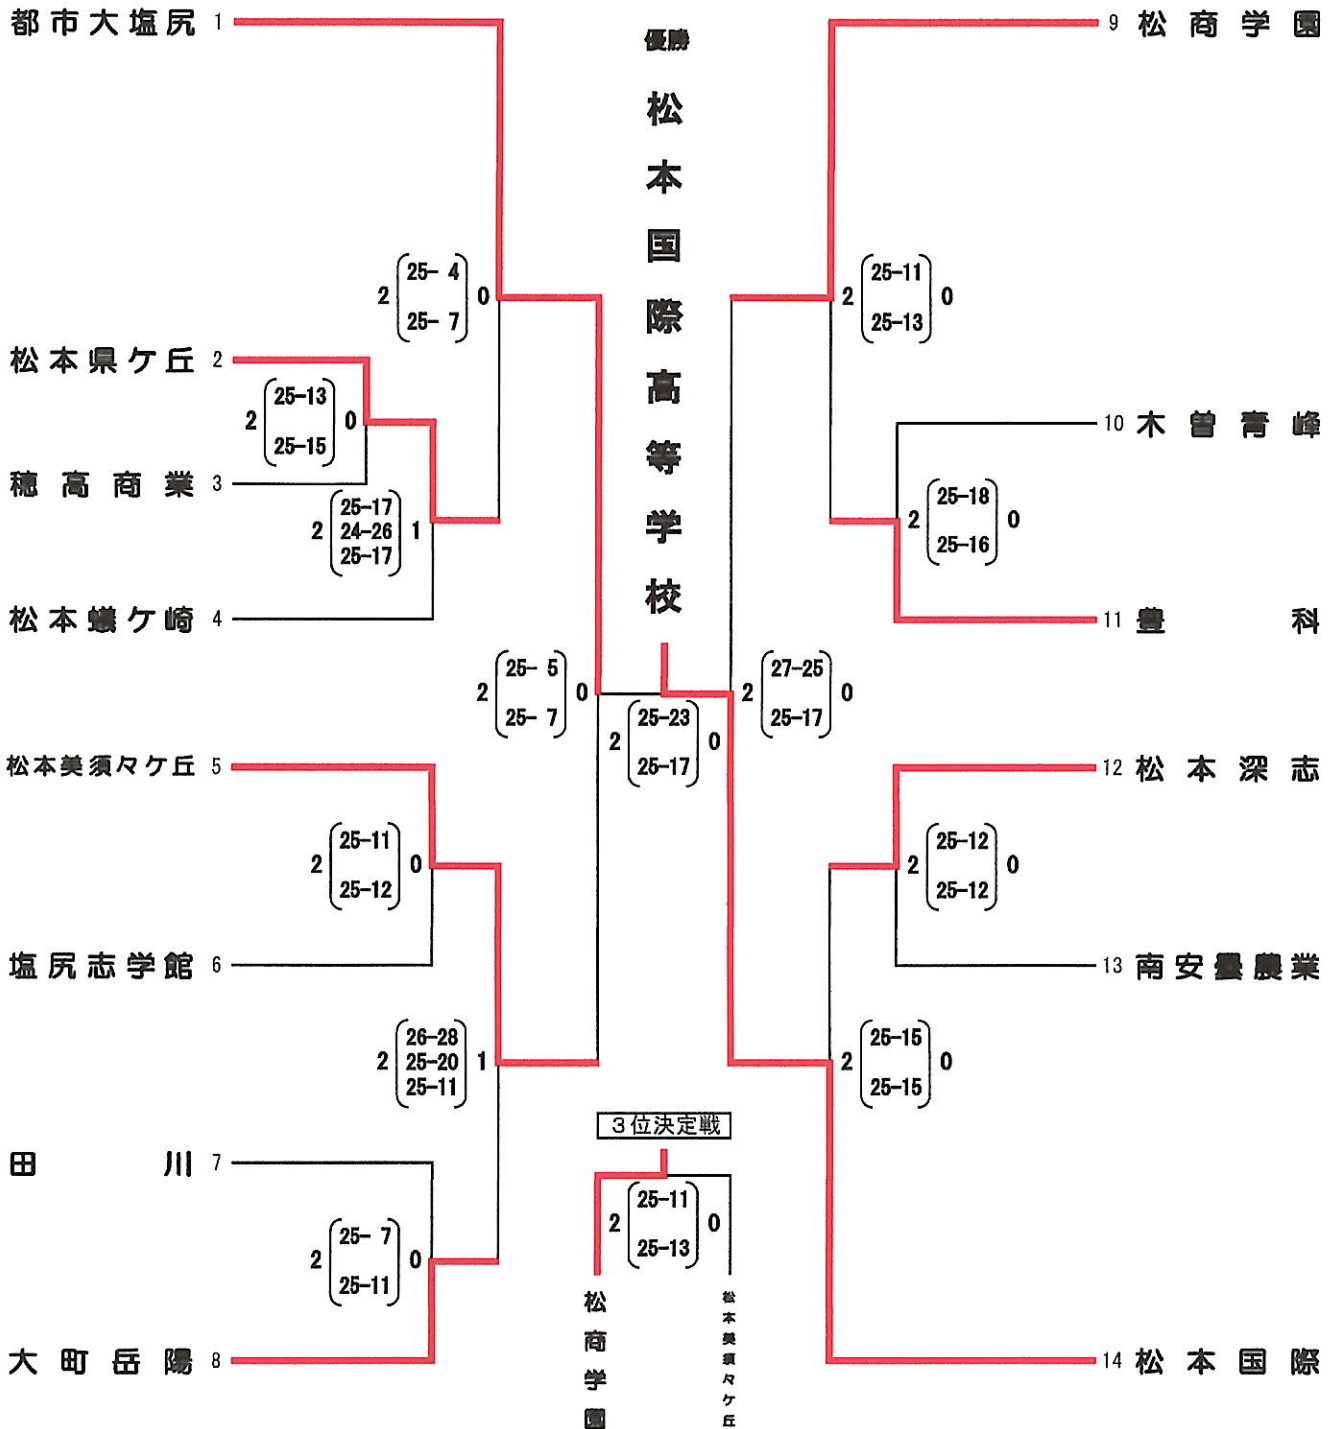 都市大塩尻 1
2 25- 4 0
25- 7
松本県ケ丘 2
2 25-13 0
25-15
穂高商業 3
2 25-17 1
24-26
25-17
松本蟻ケ崎 4
2 25- 5 0
25- 7
松本美須々ケ丘 5
2 25-11 0
25-12
塩尻志学館 6
2 26-28 1
25-20
25-11
田川 7
2 25- 7 0
25-11
大町岳陽 8
優勝
松本国際高等学校
2 25-23 0
25-17
3位決定戦
2 25-11 0
25-13
松商学園
松本美須々ケ丘
9 松商学園
2 25-11 0
25-13
10 木曽青峰
2 25-18 0
25-16
11 豊科
2 27-25 0
25-17
12 松本深志
2 25-12 0
25-12
13 南安曇農業
2 25-15 0
25-15
14 松本国際